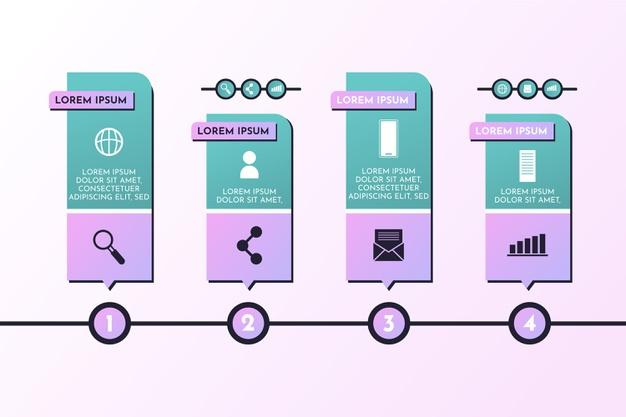 LOREM IPSUM
LOREM IPSUM
DOLOR SIT AMET,
CONSECTETUER
ADIPISCING ELIT, SED
1
LOREM IPSUM
LOREM IPSUM
DOLOR SIT AMET,
2
LOREM IPSUM
LOREM IPSUM
DOLOR SIT AMET,
CONSECTETUER
ADIPISCING ELIT, SED
3
LOREM IPSUM
LOREM IPSUM
DOLOR SIT AMET,
4